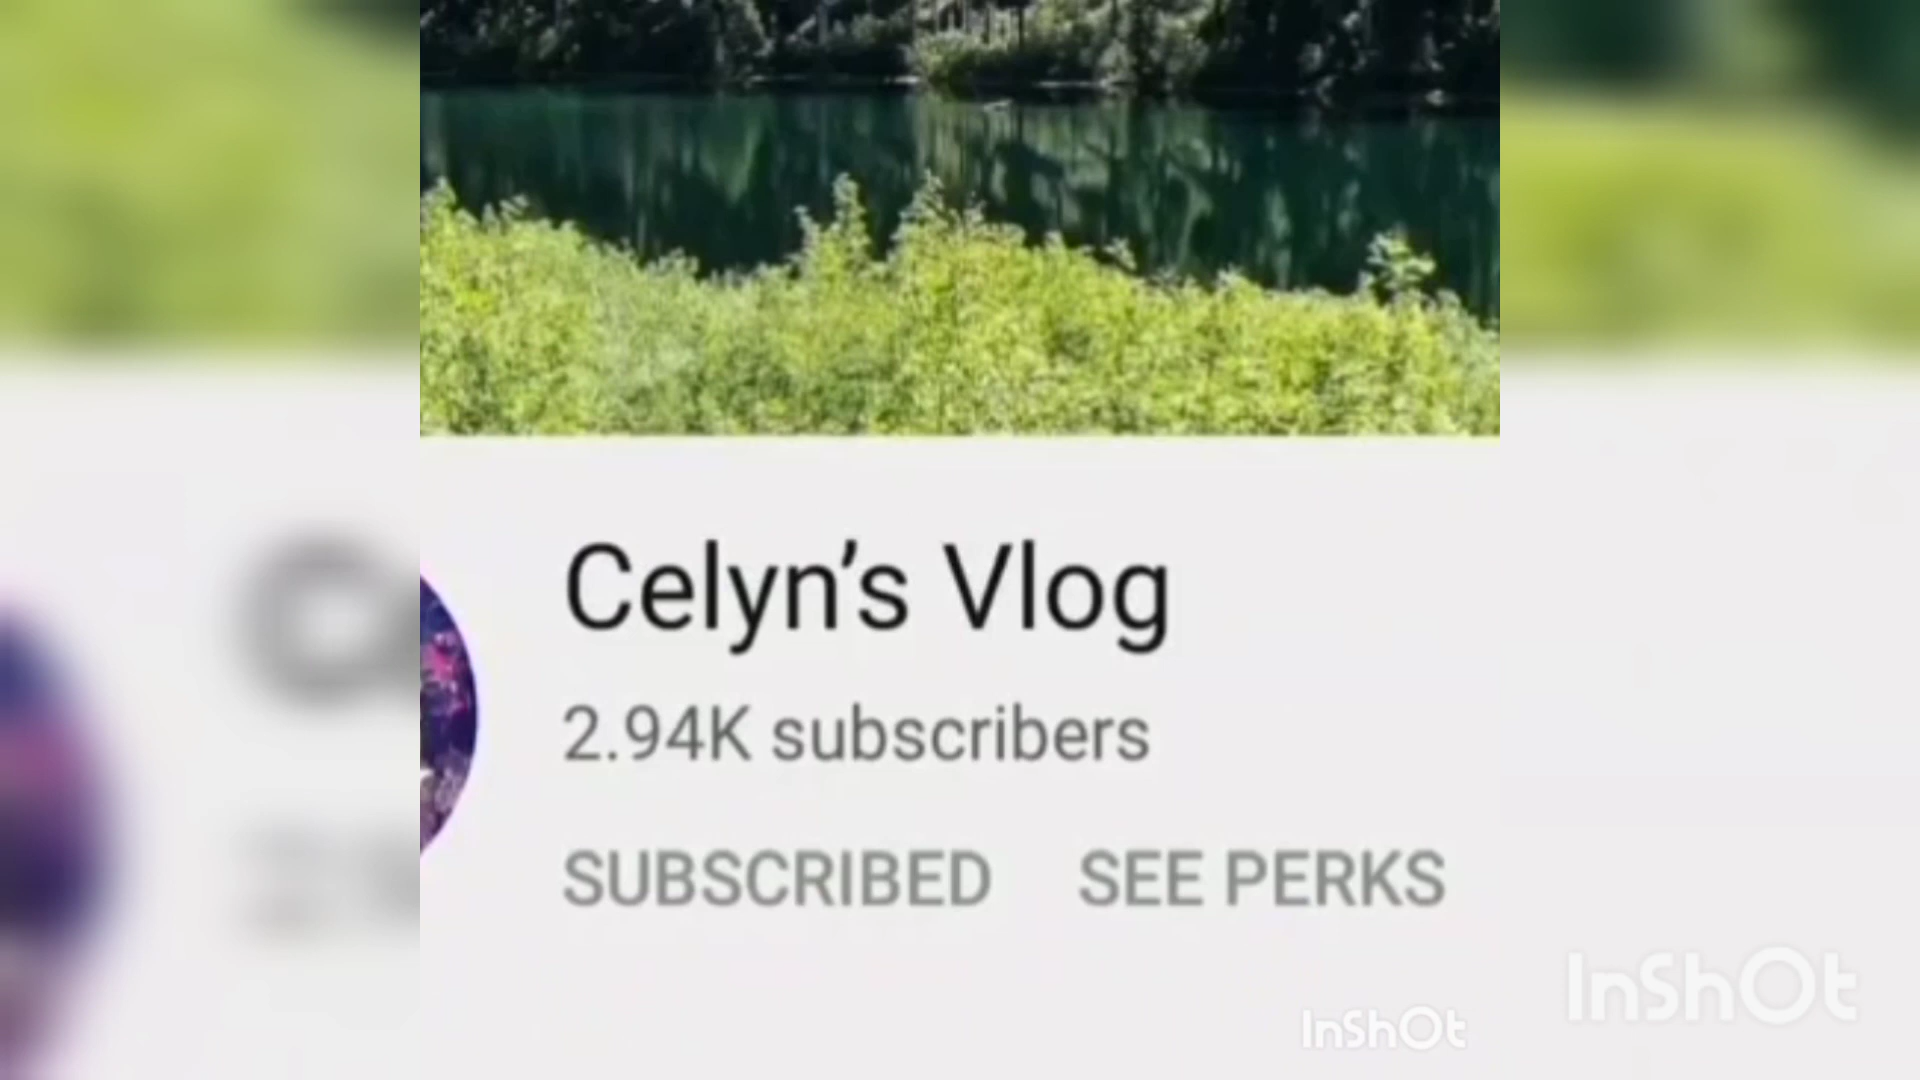 Celyn’s Vlog
2.94K subscribers
SUBSCRIBED SEE PERKS
InShOt
InShOt